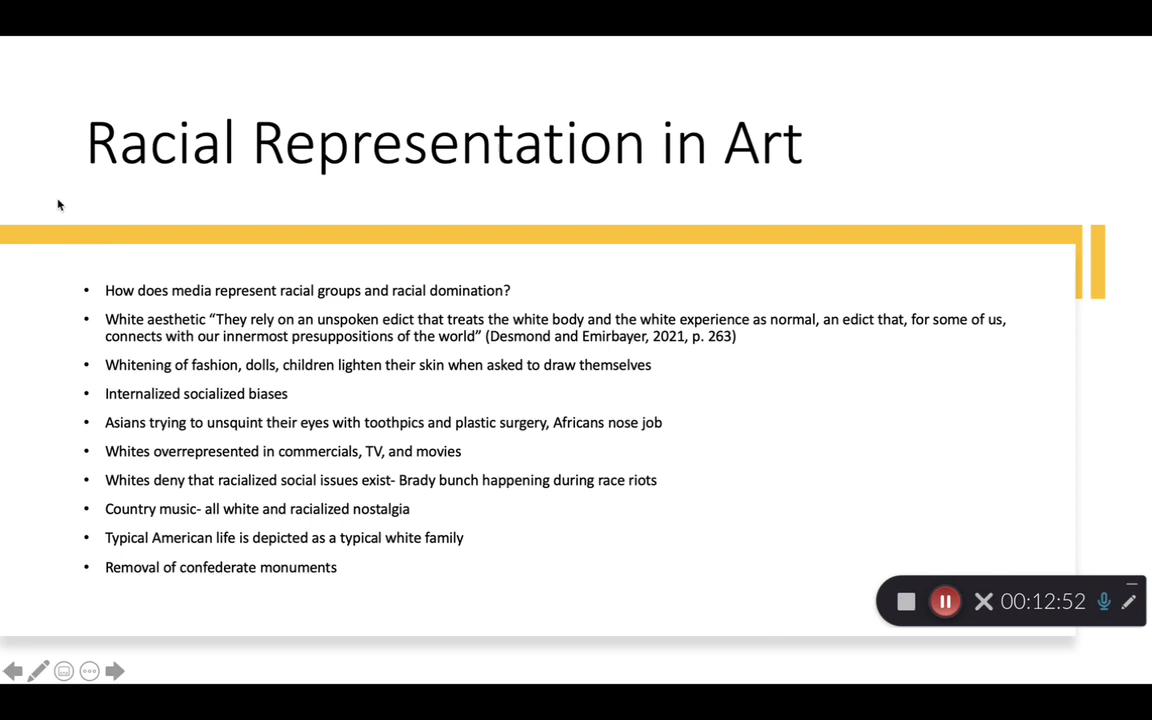 Racial Representation in Art
• How does media represent racial groups and racial domination?
• White aesthetic “They rely on an unspoken edict that treats the white body and the white experience as normal, an edict that, for some of us,
connects with our innermost presuppositions of the world” (Desmond and Emirbayer, 2021, p. 263)
• Whitening of fashion, dolls, children lighten their skin when asked to draw themselves
• Internalized socialized biases
• Asians trying to unsquint their eyes with toothpics and plastic surgery, Africans nose job
• Whites overrepresented in commercials, TV, and movies
• Whites deny that racialized social issues exist- Brady bunch happening during race riots
• Country music- all white and racialized nostalgia
• Typical American life is depicted as a typical white family
• Removal of confederate monuments
00:12:52